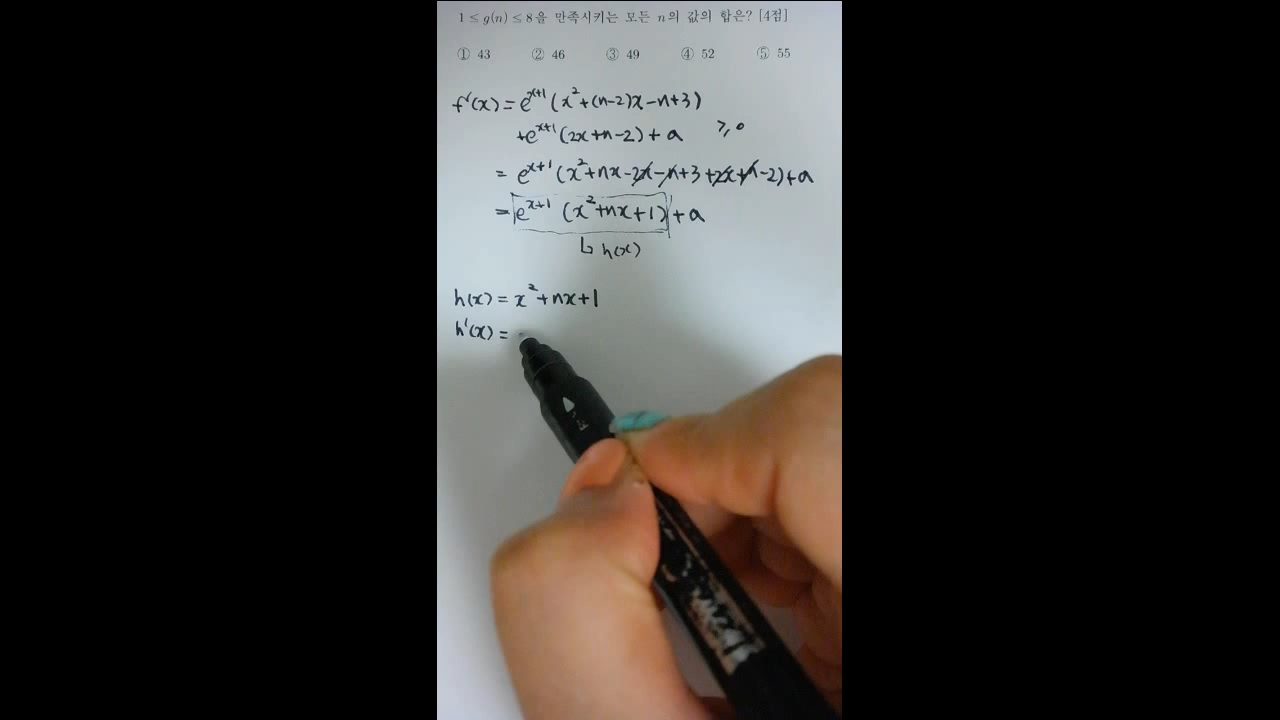 1 ≤ g(n) ≤ 8을 만족시키는 모든 n의 값의 합은? [4점]
① 43 ② 46 ③ 49 ④ 52 ⑤ 55
f'(x) = e^{x+1} (x²+(n-2)x-n+3)
+e^{x+1} (2x+n-2) + a ≥ 0
= e^{x+1} (x²+nx-2x-n+3+2x+n-2)+a
= e^{x+1} (x²+nx+1) + a
↳ h(x)
h(x) = x²+nx+1
h'(x) =